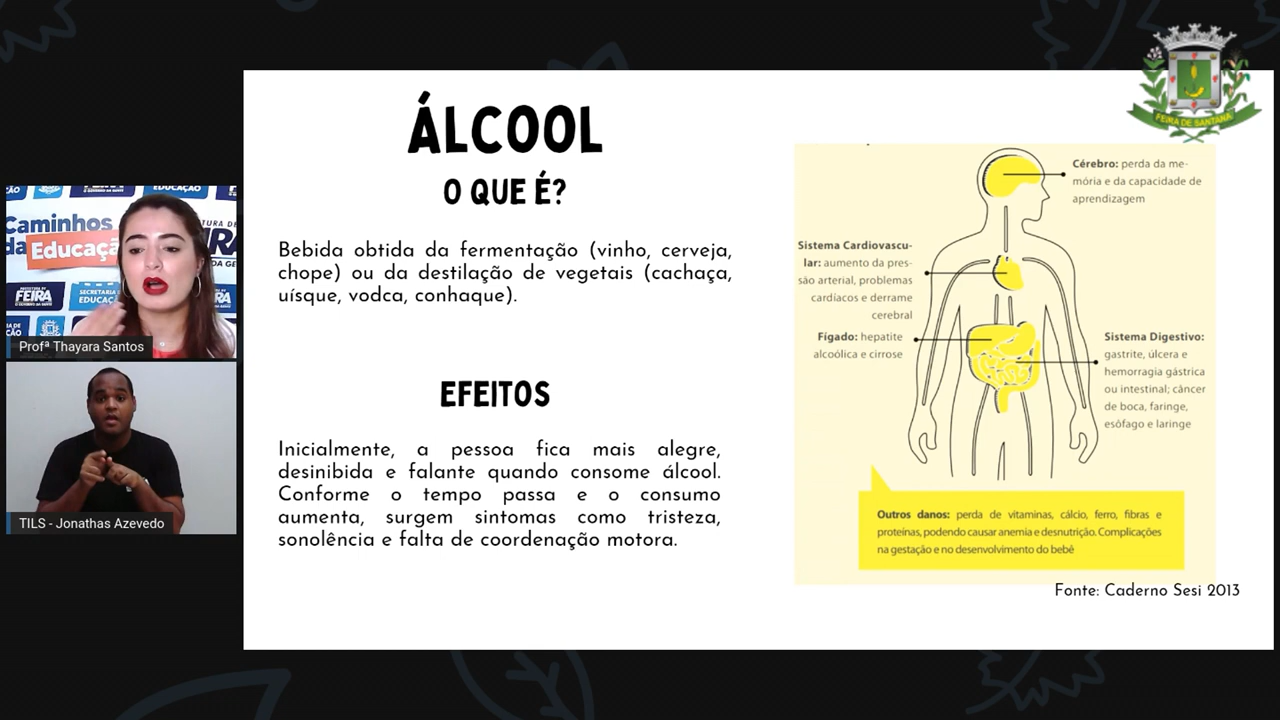 ÁLCOOL
O QUE É?
Bebida obtida da fermentação (vinho, cerveja,
chope) ou da destilação de vegetais (cachaça,
uísque, vodca, conhaque).
EFEITOS
Inicialmente, a pessoa fica mais alegre,
desinibida e falante quando consome álcool.
Conforme o tempo passa e o consumo
aumenta, surgem sintomas como tristeza,
sonolência e falta de coordenação motora.
Cérebro: perda da me-
mória e da capacidade de
aprendizagem
Sistema Cardiovascu-
lar: aumento da pres-
são arterial, problemas
cardíacos e derrame
cerebral
Fígado: hepatite
alcoólica e cirrose
Sistema Digestivo:
gastrite, úlcera e
hemorragia gástrica
ou intestinal; câncer
de boca, faringe,
esôfago e laringe
Outros danos: perda de vitaminas, cálcio, ferro, fibras e
proteínas, podendo causar anemia e desnutrição. Complicações
na gestação e no desenvolvimento do bebê
Fonte: Caderno Sesi 2013
FEIRA DE SANTANA
Caminhos
da
Educaçã
FEIRA
SECRETARIA
EDUCAÇÃO
Profª Thayara Santos
TILS - Jonathas Azevedo